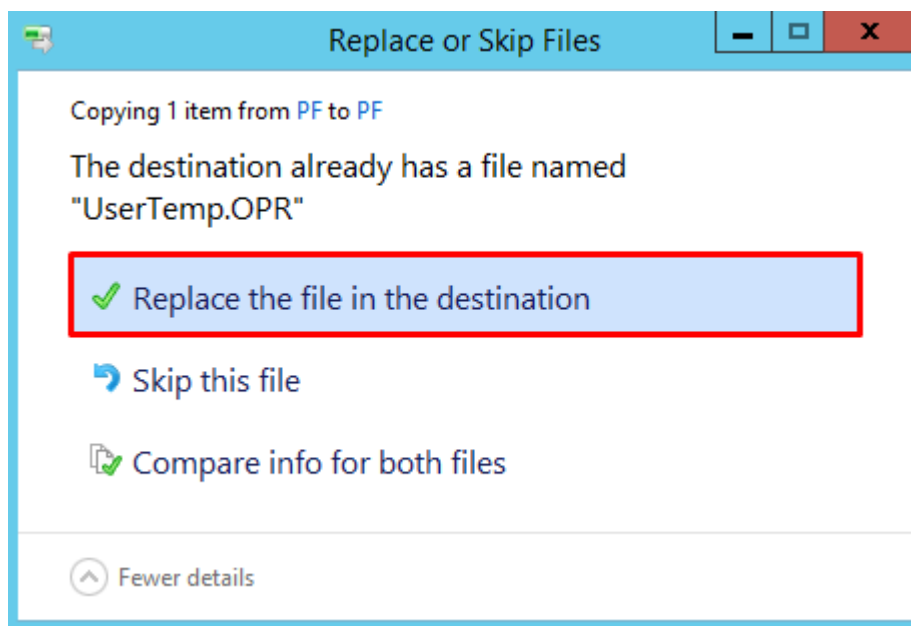 Replace or Skip Files
Copying 1 item from PF to PF
The destination already has a file named
"UserTemp.OPR"
Replace the file in the destination
Skip this file
Compare info for both files
Fewer details